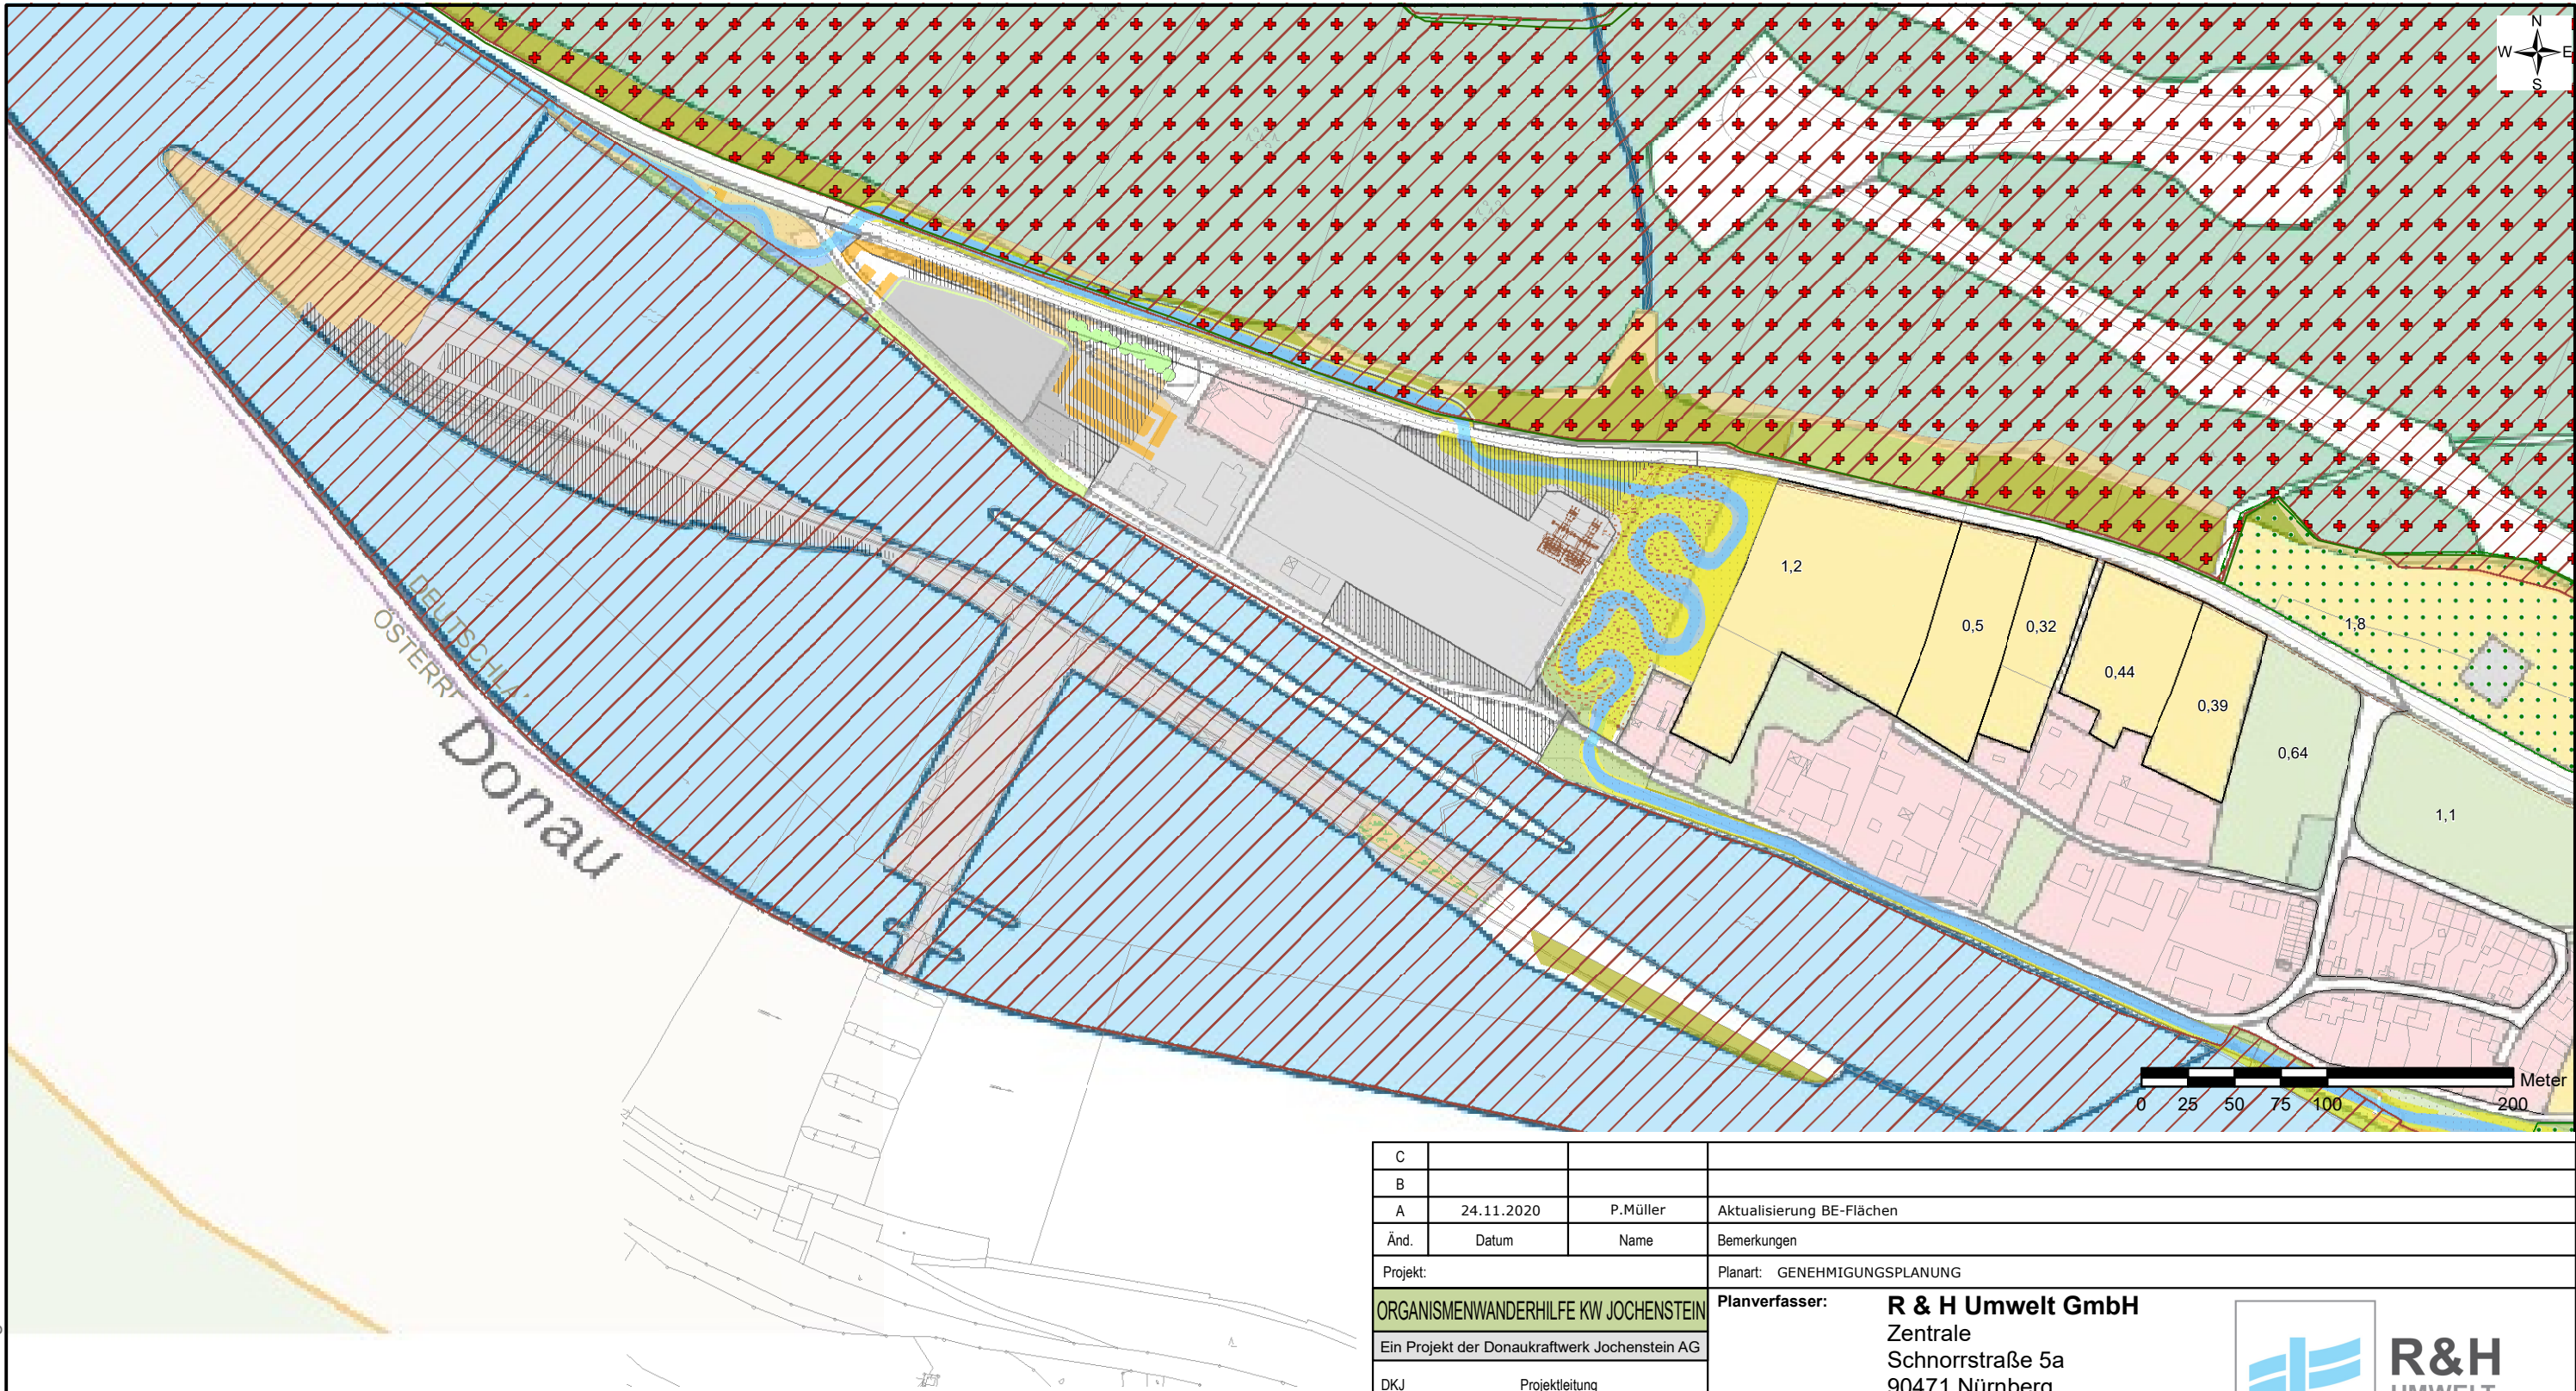 N
W E
S
DEUTSCHLA
ÖSTERR
Donau
1,2
0,5
0,32
0,44
0,39
1,8
0,64
1,1
Meter
0 25 50 75 100 200
C
B
A 24.11.2020 P.Müller Aktualisierung BE-Flächen
Änd. Datum Name Bemerkungen
Projekt: Planart: GENEHMIGUNGSPLANUNG
ORGANISMENWANDERHILFE KW JOCHENSTEIN
Ein Projekt der Donaukraftwerk Jochenstein AG
DKJ Projektleitung
Planverfasser: R & H Umwelt GmbH
Zentrale
Schnorrstraße 5a
90471 Nürnberg
R&H
UMWELT